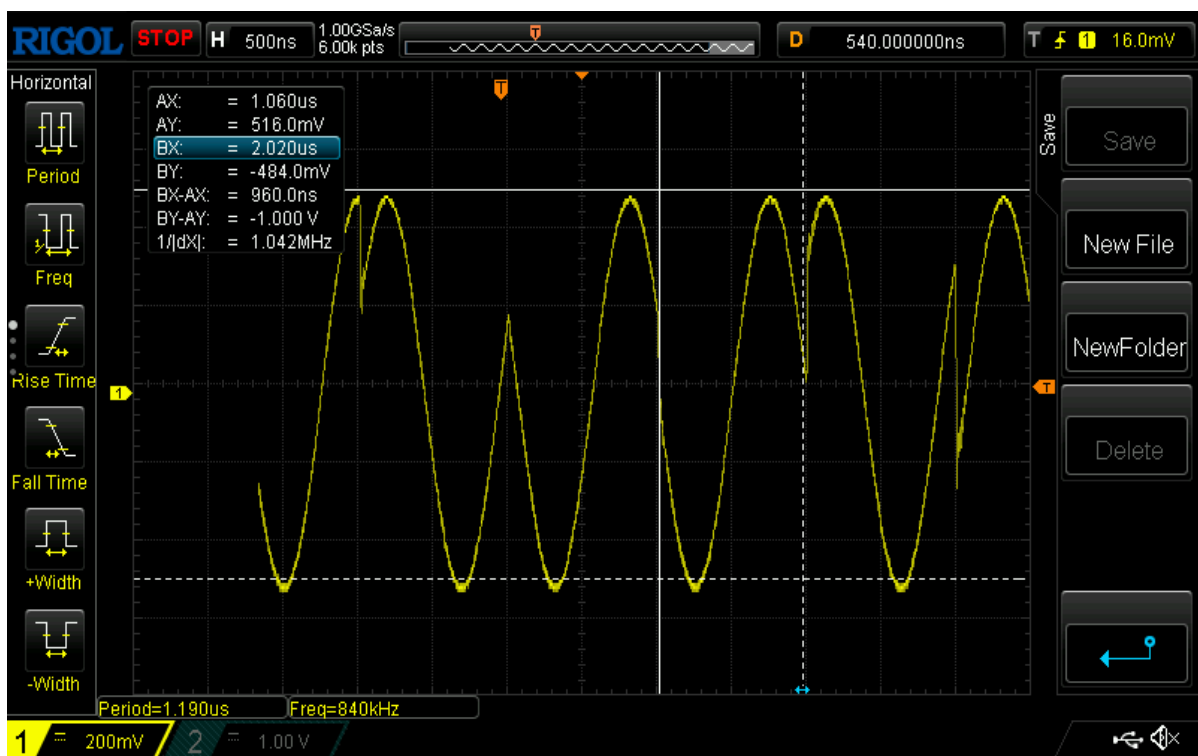 RIGOL STOP H 500ns 1.00GSa/s 6.00k pts T D 540.000000ns T 1 16.0mV
Horizontal
Period
Freq
Rise Time
Fall Time
+Width
-Width
T
AX: = 1.060us
AY: = 516.0mV
BX: = 2.020us
BY: = -484.0mV
BX-AX: = 960.0ns
BY-AY: = -1.000 V
1/|dX|: = 1.042MHz
1
T
Save
Save
New File
NewFolder
Delete
Period=1.190us Freq=840kHz
1 = 200mV 2 = 1.00 V